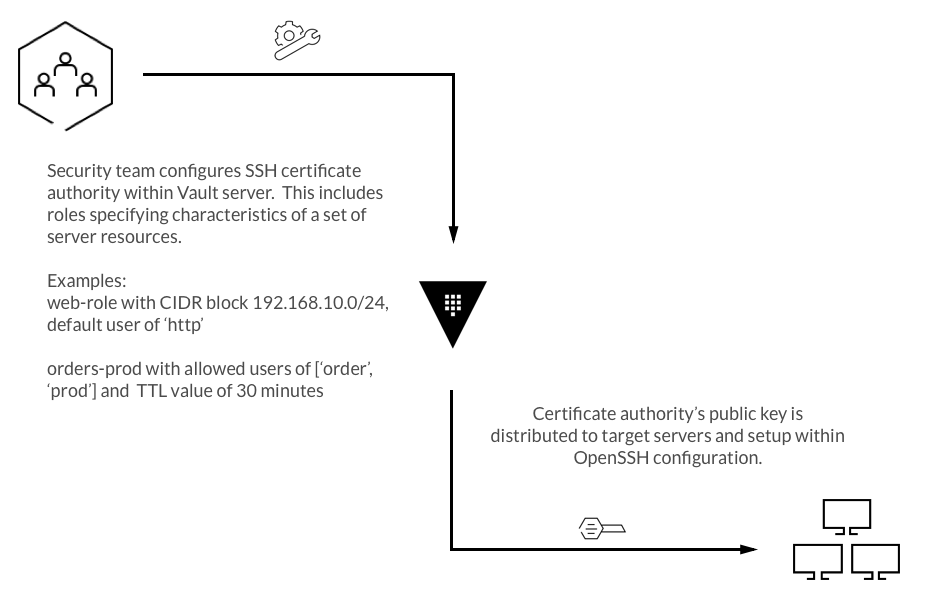 Security team configures SSH certificate
authority within Vault server.  This includes
roles specifying characteristics of a set of
server resources.
Examples:
web-role with CIDR block 192.168.10.0/24,
default user of ‘http’
orders-prod with allowed users of [‘order’,
‘prod’] and  TTL value of 30 minutes
Certificate authority’s public key is
distributed to target servers and setup within
OpenSSH configuration.